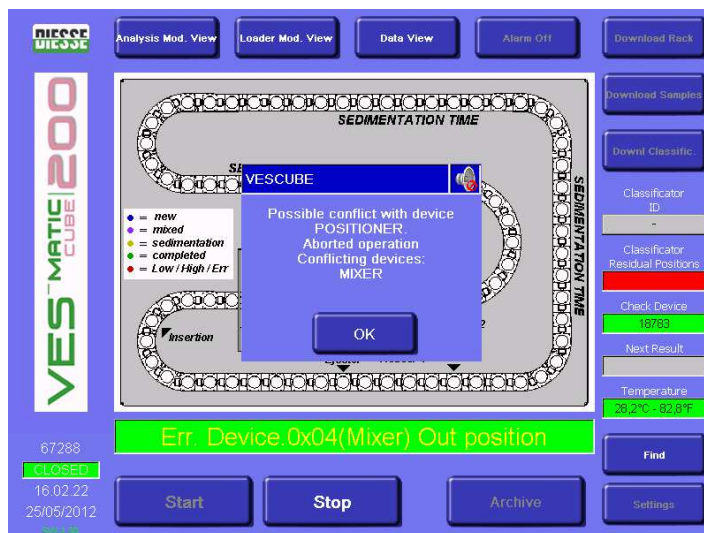 DIESSE
Analysis Mod. View
Loader Mod. View
Data View
Alarm Off
Download Rack
Download Samples
Downl Classific.
VES-MATIC CUBE 200
SEDIMENTATION TIME
SEDIMENTATION TIME
= new
= mixed
= sedimentation
= completed
= Low / High / Err
Insertion
VESCUBE
Possible conflict with device
POSITIONER.
Aborted operation
Conflicting devices:
MIXER
OK
2
Classificator
ID
-
Classificator
Residual Positions
Check Device
18783
Next Result
Temperature
28,2°C - 82,8°F
Err. Device.0x04(Mixer) Out position
67288
CLOSED
16.02.22
25/05/2012
Start
Stop
Archive
Find
Settings